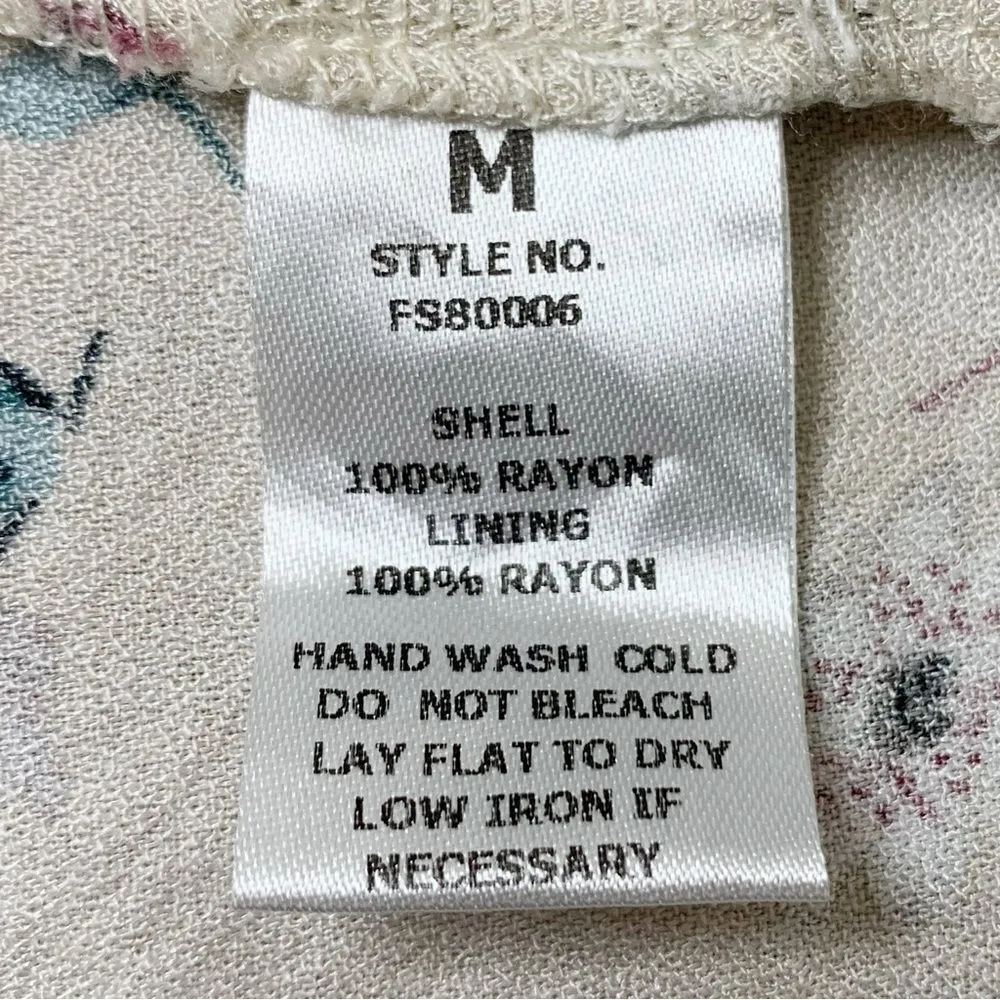 M
STYLE NO.
FS80006
SHELL
100% RAYON
LINING
100% RAYON
HAND WASH COLD
DO NOT BLEACH
LAY FLAT TO DRY
LOW IRON IF
NECESSARY